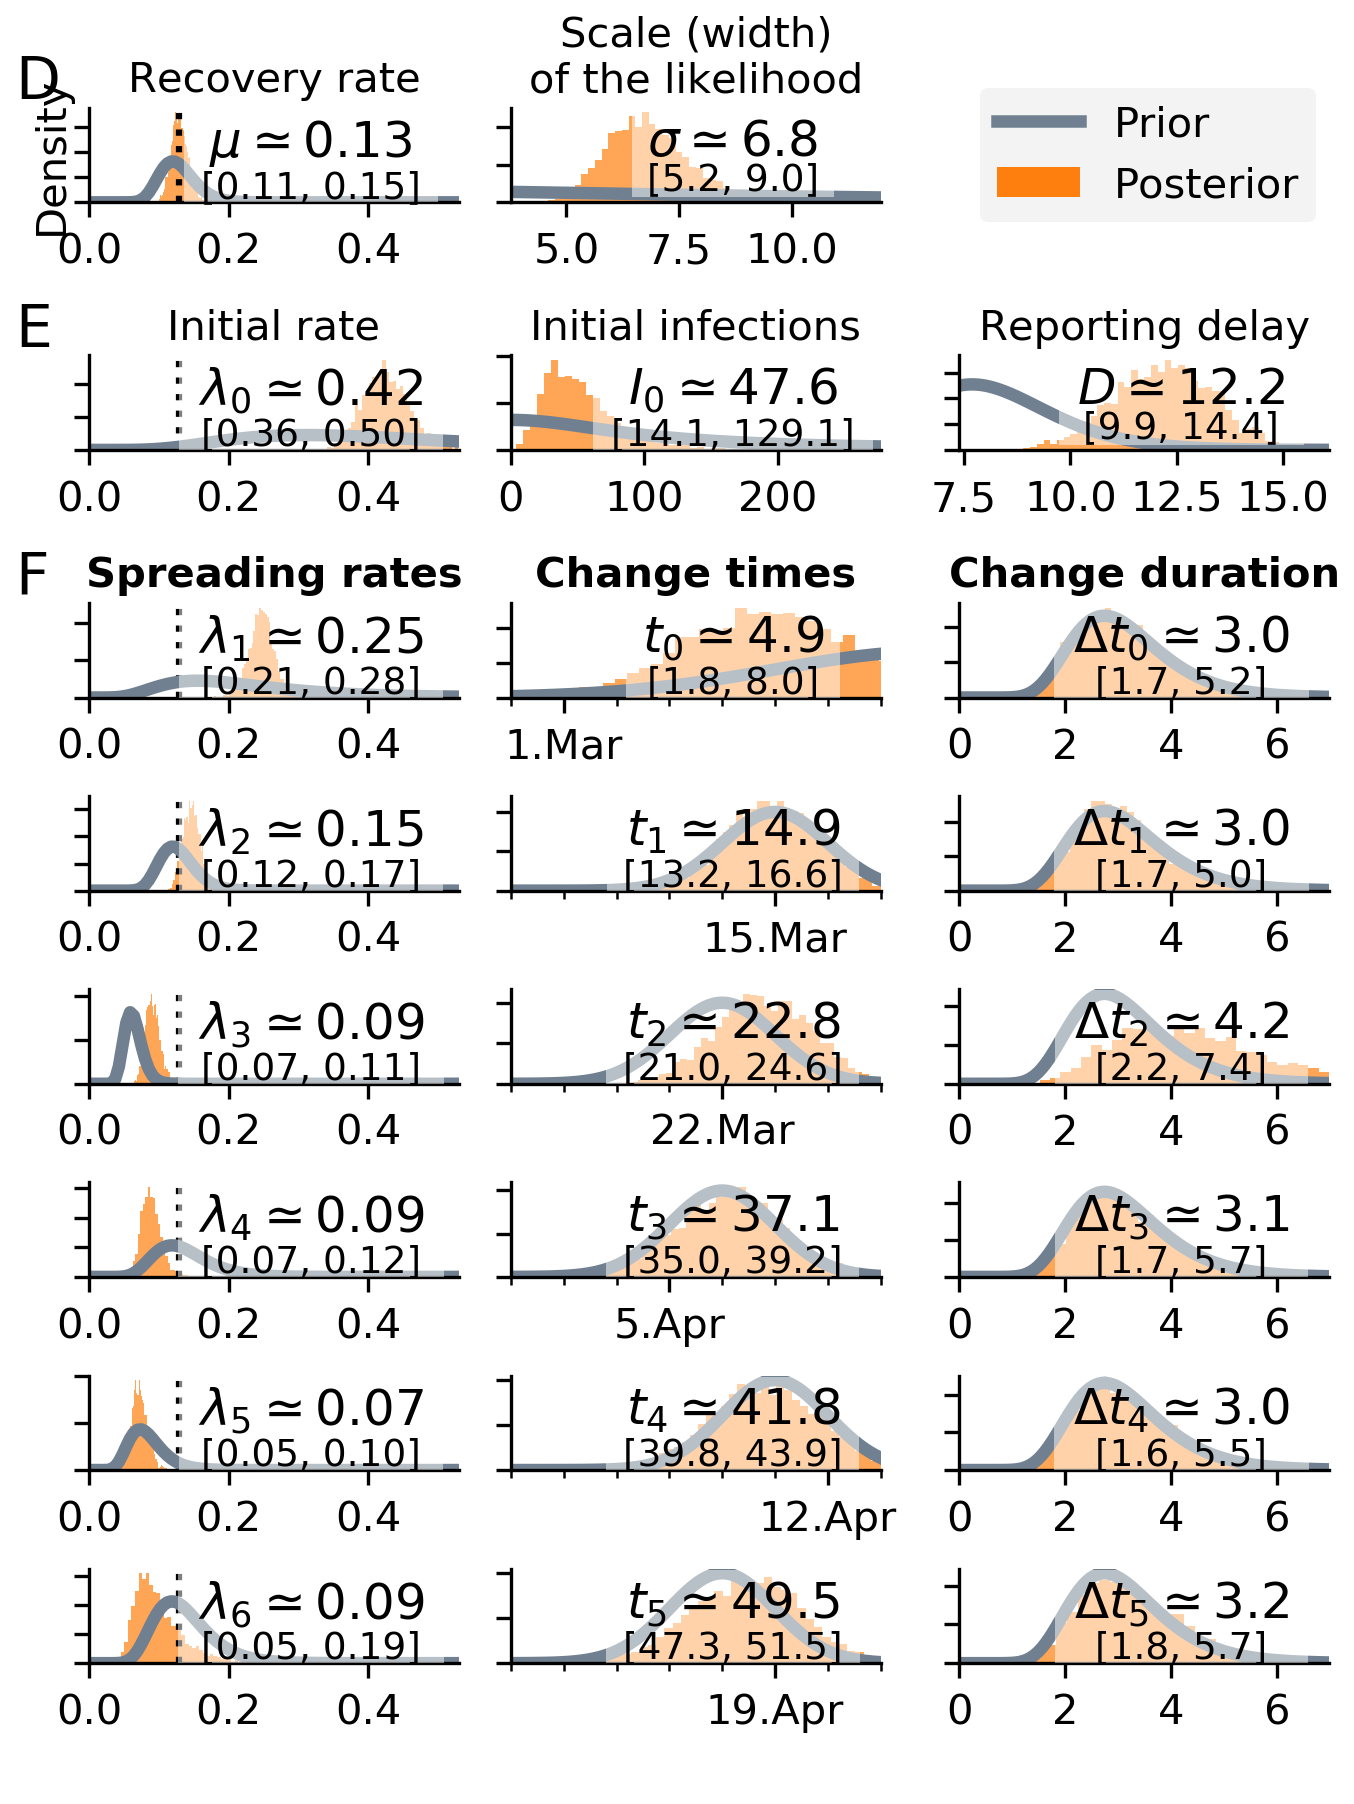 D
Density
Recovery rate
μ ≃ 0.13
[0.11, 0.15]
0.0 0.2 0.4
Scale (width)
of the likelihood
σ ≃ 6.8
[5.2, 9.0]
5.0 7.5 10.0
Prior
Posterior
E
Initial rate
λ₀ ≃ 0.42
[0.36, 0.50]
0.0 0.2 0.4
Initial infections
I₀ ≃ 47.6
[14.1, 129.1]
0 100 200
Reporting delay
D ≃ 12.2
[9.9, 14.4]
7.5 10.0 12.5 15.0
F
Spreading rates Change times Change duration
λ₁ ≃ 0.25
[0.21, 0.28]
0.0 0.2 0.4
t₀ ≃ 4.9
[1.8, 8.0]
1.Mar
Δt₀ ≃ 3.0
[1.7, 5.2]
0 2 4 6
λ₂ ≃ 0.15
[0.12, 0.17]
0.0 0.2 0.4
t₁ ≃ 14.9
[13.2, 16.6]
15.Mar
Δt₁ ≃ 3.0
[1.7, 5.0]
0 2 4 6
λ₃ ≃ 0.09
[0.07, 0.11]
0.0 0.2 0.4
t₂ ≃ 22.8
[21.0, 24.6]
22.Mar
Δt₂ ≃ 4.2
[2.2, 7.4]
0 2 4 6
λ₄ ≃ 0.09
[0.07, 0.12]
0.0 0.2 0.4
t₃ ≃ 37.1
[35.0, 39.2]
5.Apr
Δt₃ ≃ 3.1
[1.7, 5.7]
0 2 4 6
λ₅ ≃ 0.07
[0.05, 0.10]
0.0 0.2 0.4
t₄ ≃ 41.8
[39.8, 43.9]
12.Apr
Δt₄ ≃ 3.0
[1.6, 5.5]
0 2 4 6
λ₆ ≃ 0.09
[0.05, 0.19]
0.0 0.2 0.4
t₅ ≃ 49.5
[47.3, 51.5]
19.Apr
Δt₅ ≃ 3.2
[1.8, 5.7]
0 2 4 6